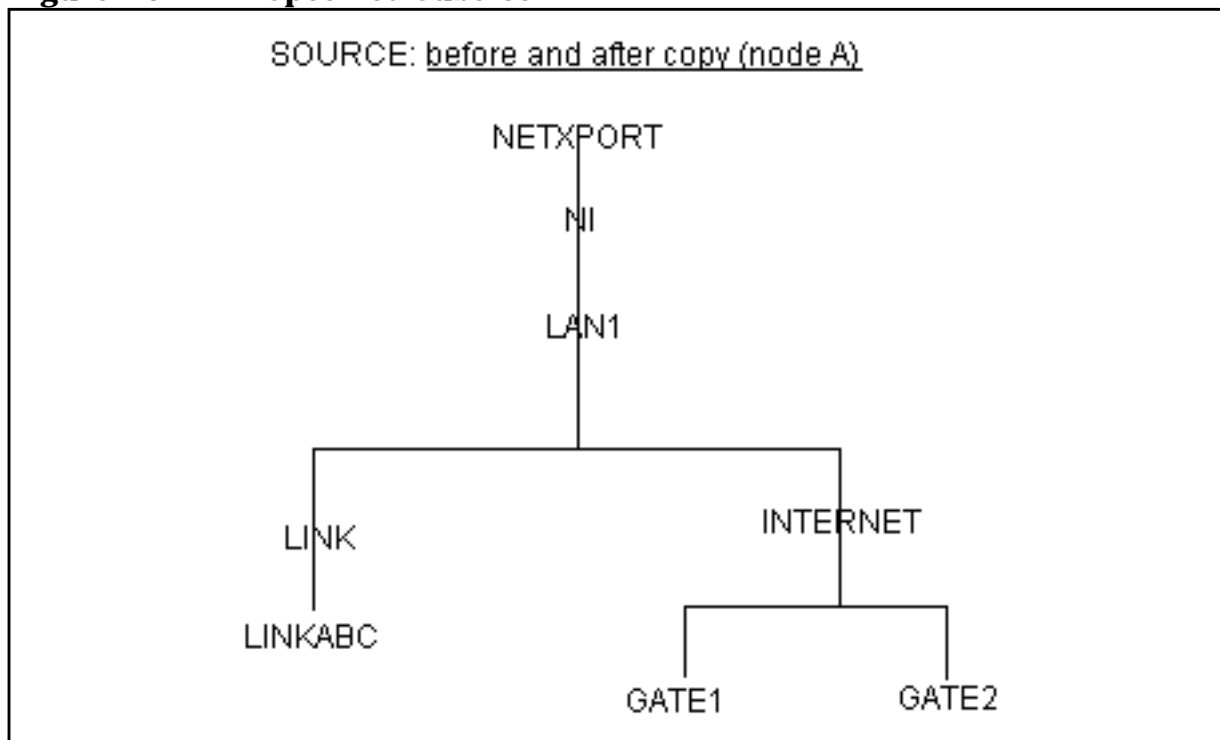 SOURCE: before and after copy (node A)
NETXPORT
NI
LAN1
LINK
INTERNET
LINKABC
GATE1
GATE2